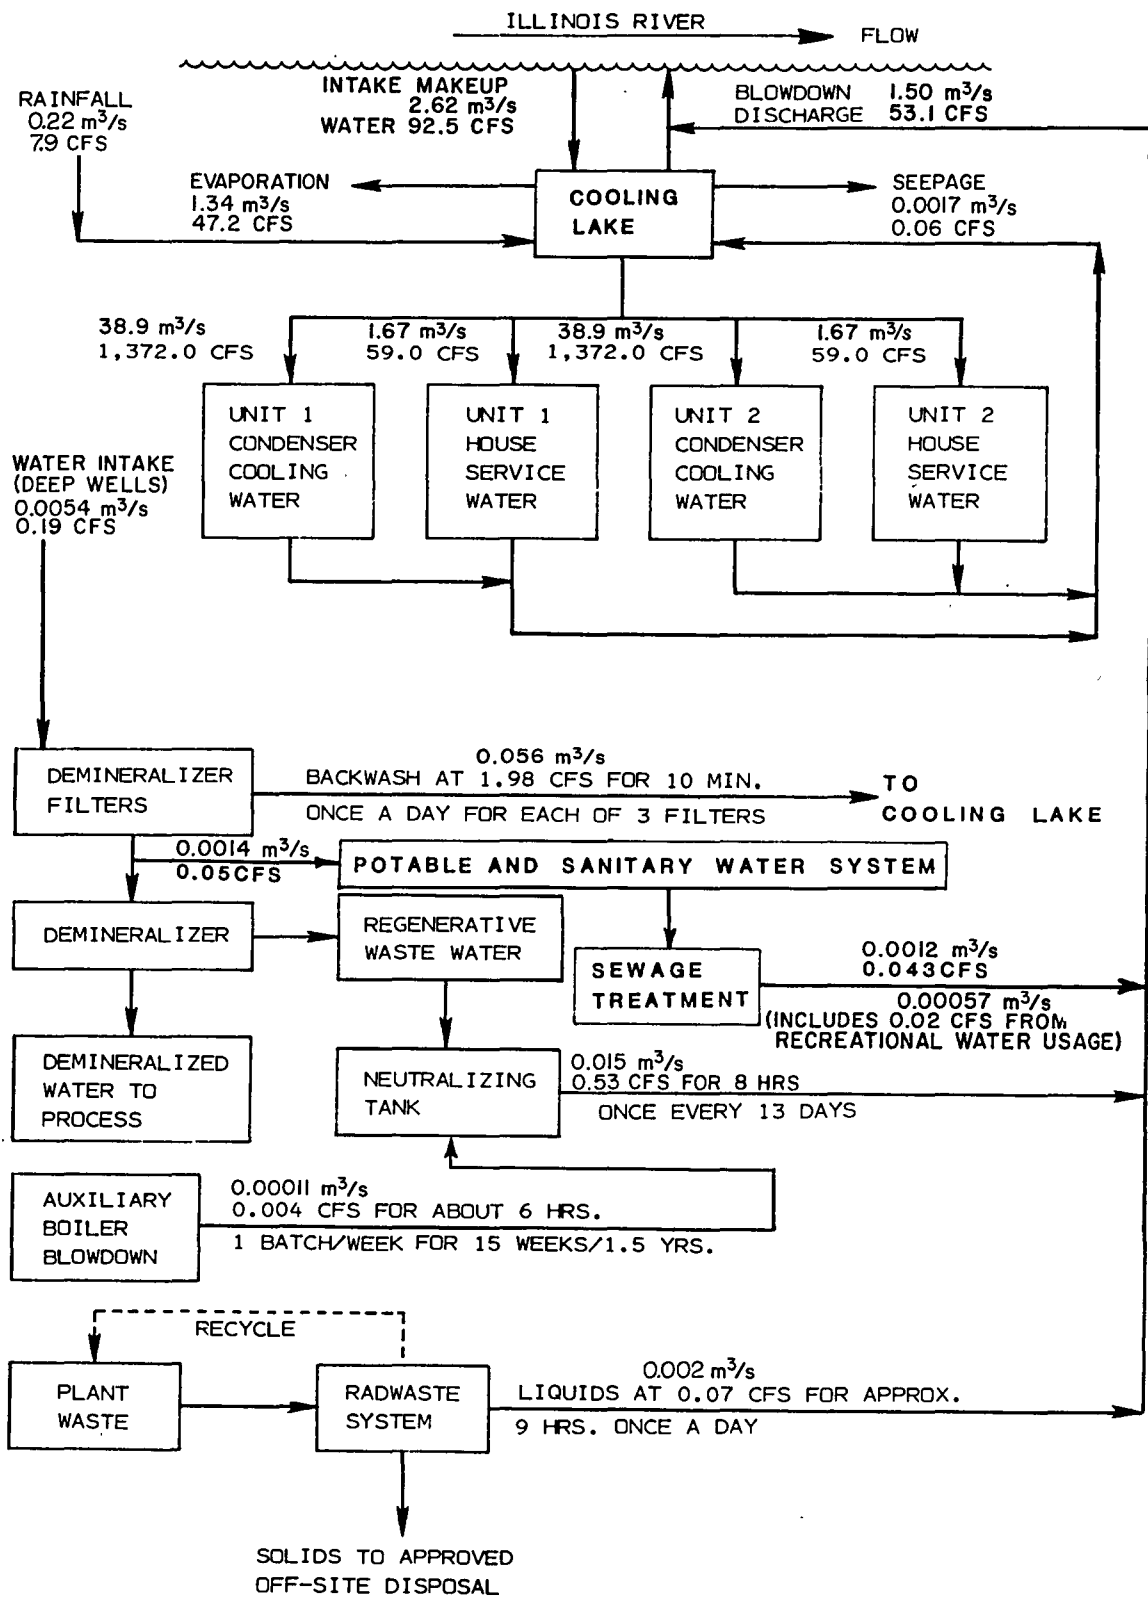 ILLINOIS RIVER
FLOW
INTAKE MAKEUP
2.62 m³/s
WATER 92.5 CFS
BLOWDOWN 1.50 m³/s
DISCHARGE 53.1 CFS
RAINFALL
0.22 m³/s
7.9 CFS
EVAPORATION
1.34 m³/s
47.2 CFS
COOLING
LAKE
SEEPAGE
0.0017 m³/s
0.06 CFS
38.9 m³/s
1,372.0 CFS
1.67 m³/s
59.0 CFS
38.9 m³/s
1,372.0 CFS
1.67 m³/s
59.0 CFS
UNIT 1
CONDENSER
COOLING
WATER
UNIT 1
HOUSE
SERVICE
WATER
UNIT 2
CONDENSER
COOLING
WATER
UNIT 2
HOUSE
SERVICE
WATER
WATER INTAKE
(DEEP WELLS)
0.0054 m³/s
0.19 CFS
DEMINERALIZER
FILTERS
0.056 m³/s
BACKWASH AT 1.98 CFS FOR 10 MIN.
ONCE A DAY FOR EACH OF 3 FILTERS
TO
COOLING LAKE
0.0014 m³/s
0.05CFS
POTABLE AND SANITARY WATER SYSTEM
DEMINERALIZER
REGENERATIVE
WASTE WATER
SEWAGE
TREATMENT
0.0012 m³/s
0.043CFS
0.00057 m³/s
(INCLUDES 0.02 CFS FROM
RECREATIONAL WATER USAGE)
DEMINERALIZED
WATER TO
PROCESS
NEUTRALIZING
TANK
0.015 m³/s
0.53 CFS FOR 8 HRS
ONCE EVERY 13 DAYS
AUXILIARY
BOILER
BLOWDOWN
0.00011 m³/s
0.004 CFS FOR ABOUT 6 HRS.
1 BATCH/WEEK FOR 15 WEEKS/1.5 YRS.
RECYCLE
PLANT
WASTE
RADWASTE
SYSTEM
0.002 m³/s
LIQUIDS AT 0.07 CFS FOR APPROX.
9 HRS. ONCE A DAY
SOLIDS TO APPROVED
OFF-SITE DISPOSAL